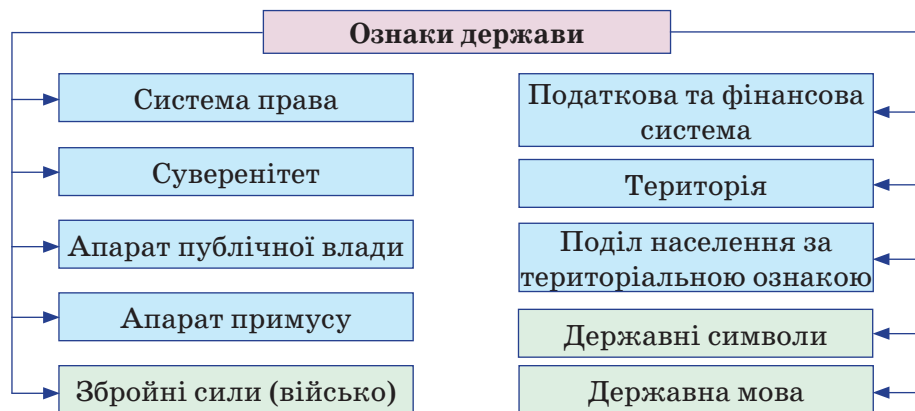 Ознаки держави
Система права
Суверенітет
Апарат публічної влади
Апарат примусу
Збройні сили (військо)
Податкова та фінансова
система
Територія
Поділ населення за
територіальною ознакою
Державні символи
Державна мова